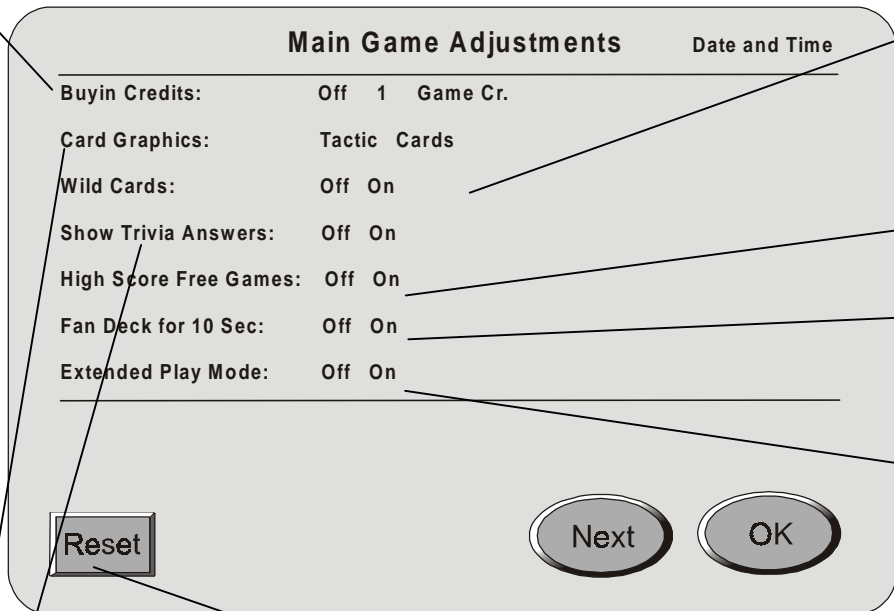 Main Game Adjustments Date and Time
Buyin Credits: Off 1 Game Cr.
Card Graphics: Tactic Cards
Wild Cards: Off On
Show Trivia Answers: Off On
High Score Free Games: Off On
Fan Deck for 10 Sec: Off On
Extended Play Mode: Off On
Reset Next OK